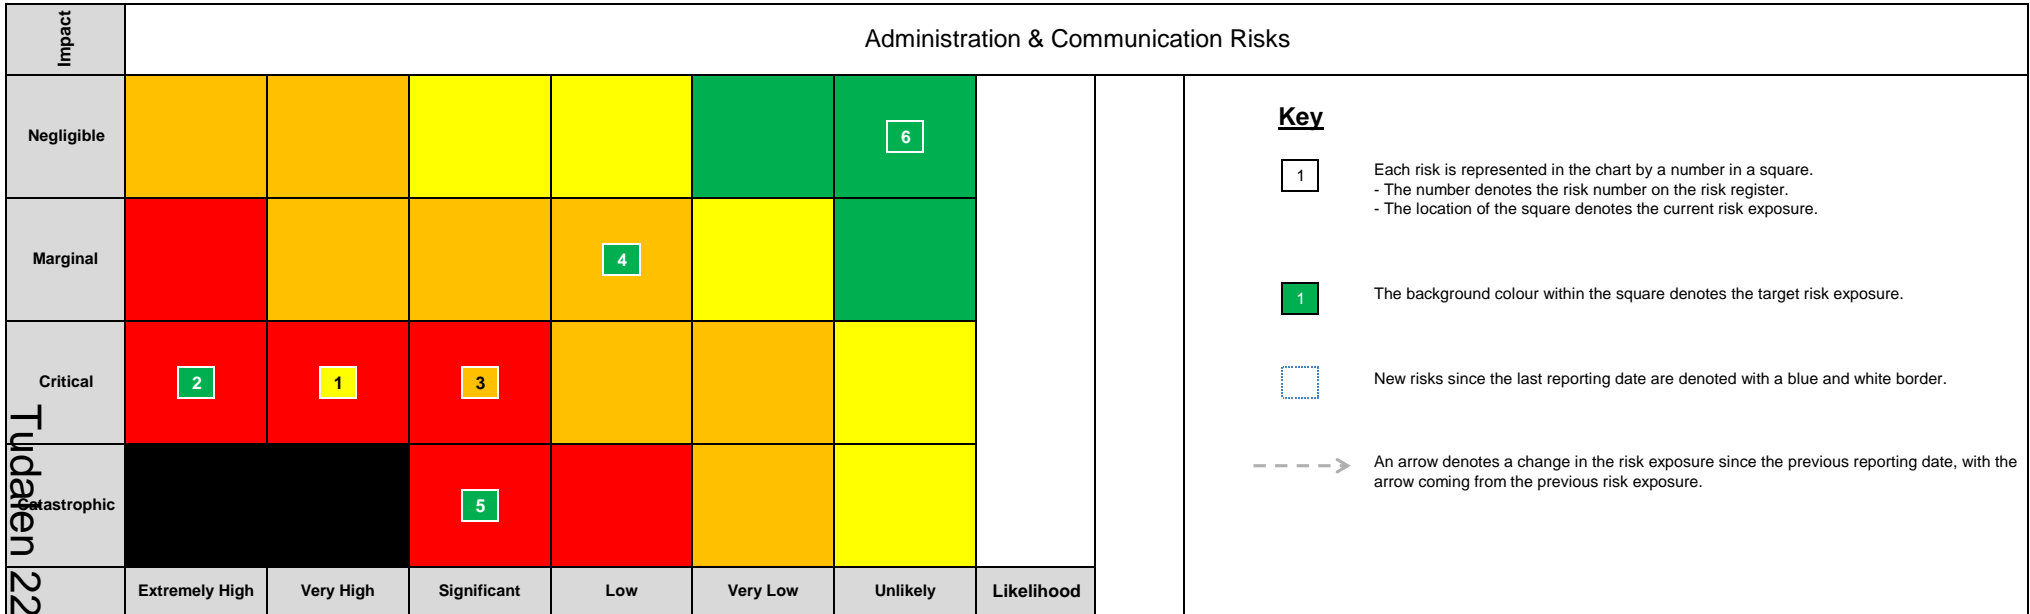 Impact
Administration & Communication Risks
Negligible
6
Marginal
4
Critical
2
1
3
Catastrophic
5
Extremely High
Very High
Significant
Low
Very Low
Unlikely
Likelihood
Tudalen 22
Key
1
Each risk is represented in the chart by a number in a square.
- The number denotes the risk number on the risk register.
- The location of the square denotes the current risk exposure.
1
The background colour within the square denotes the target risk exposure.
New risks since the last reporting date are denoted with a blue and white border.
An arrow denotes a change in the risk exposure since the previous reporting date, with the
arrow coming from the previous risk exposure.